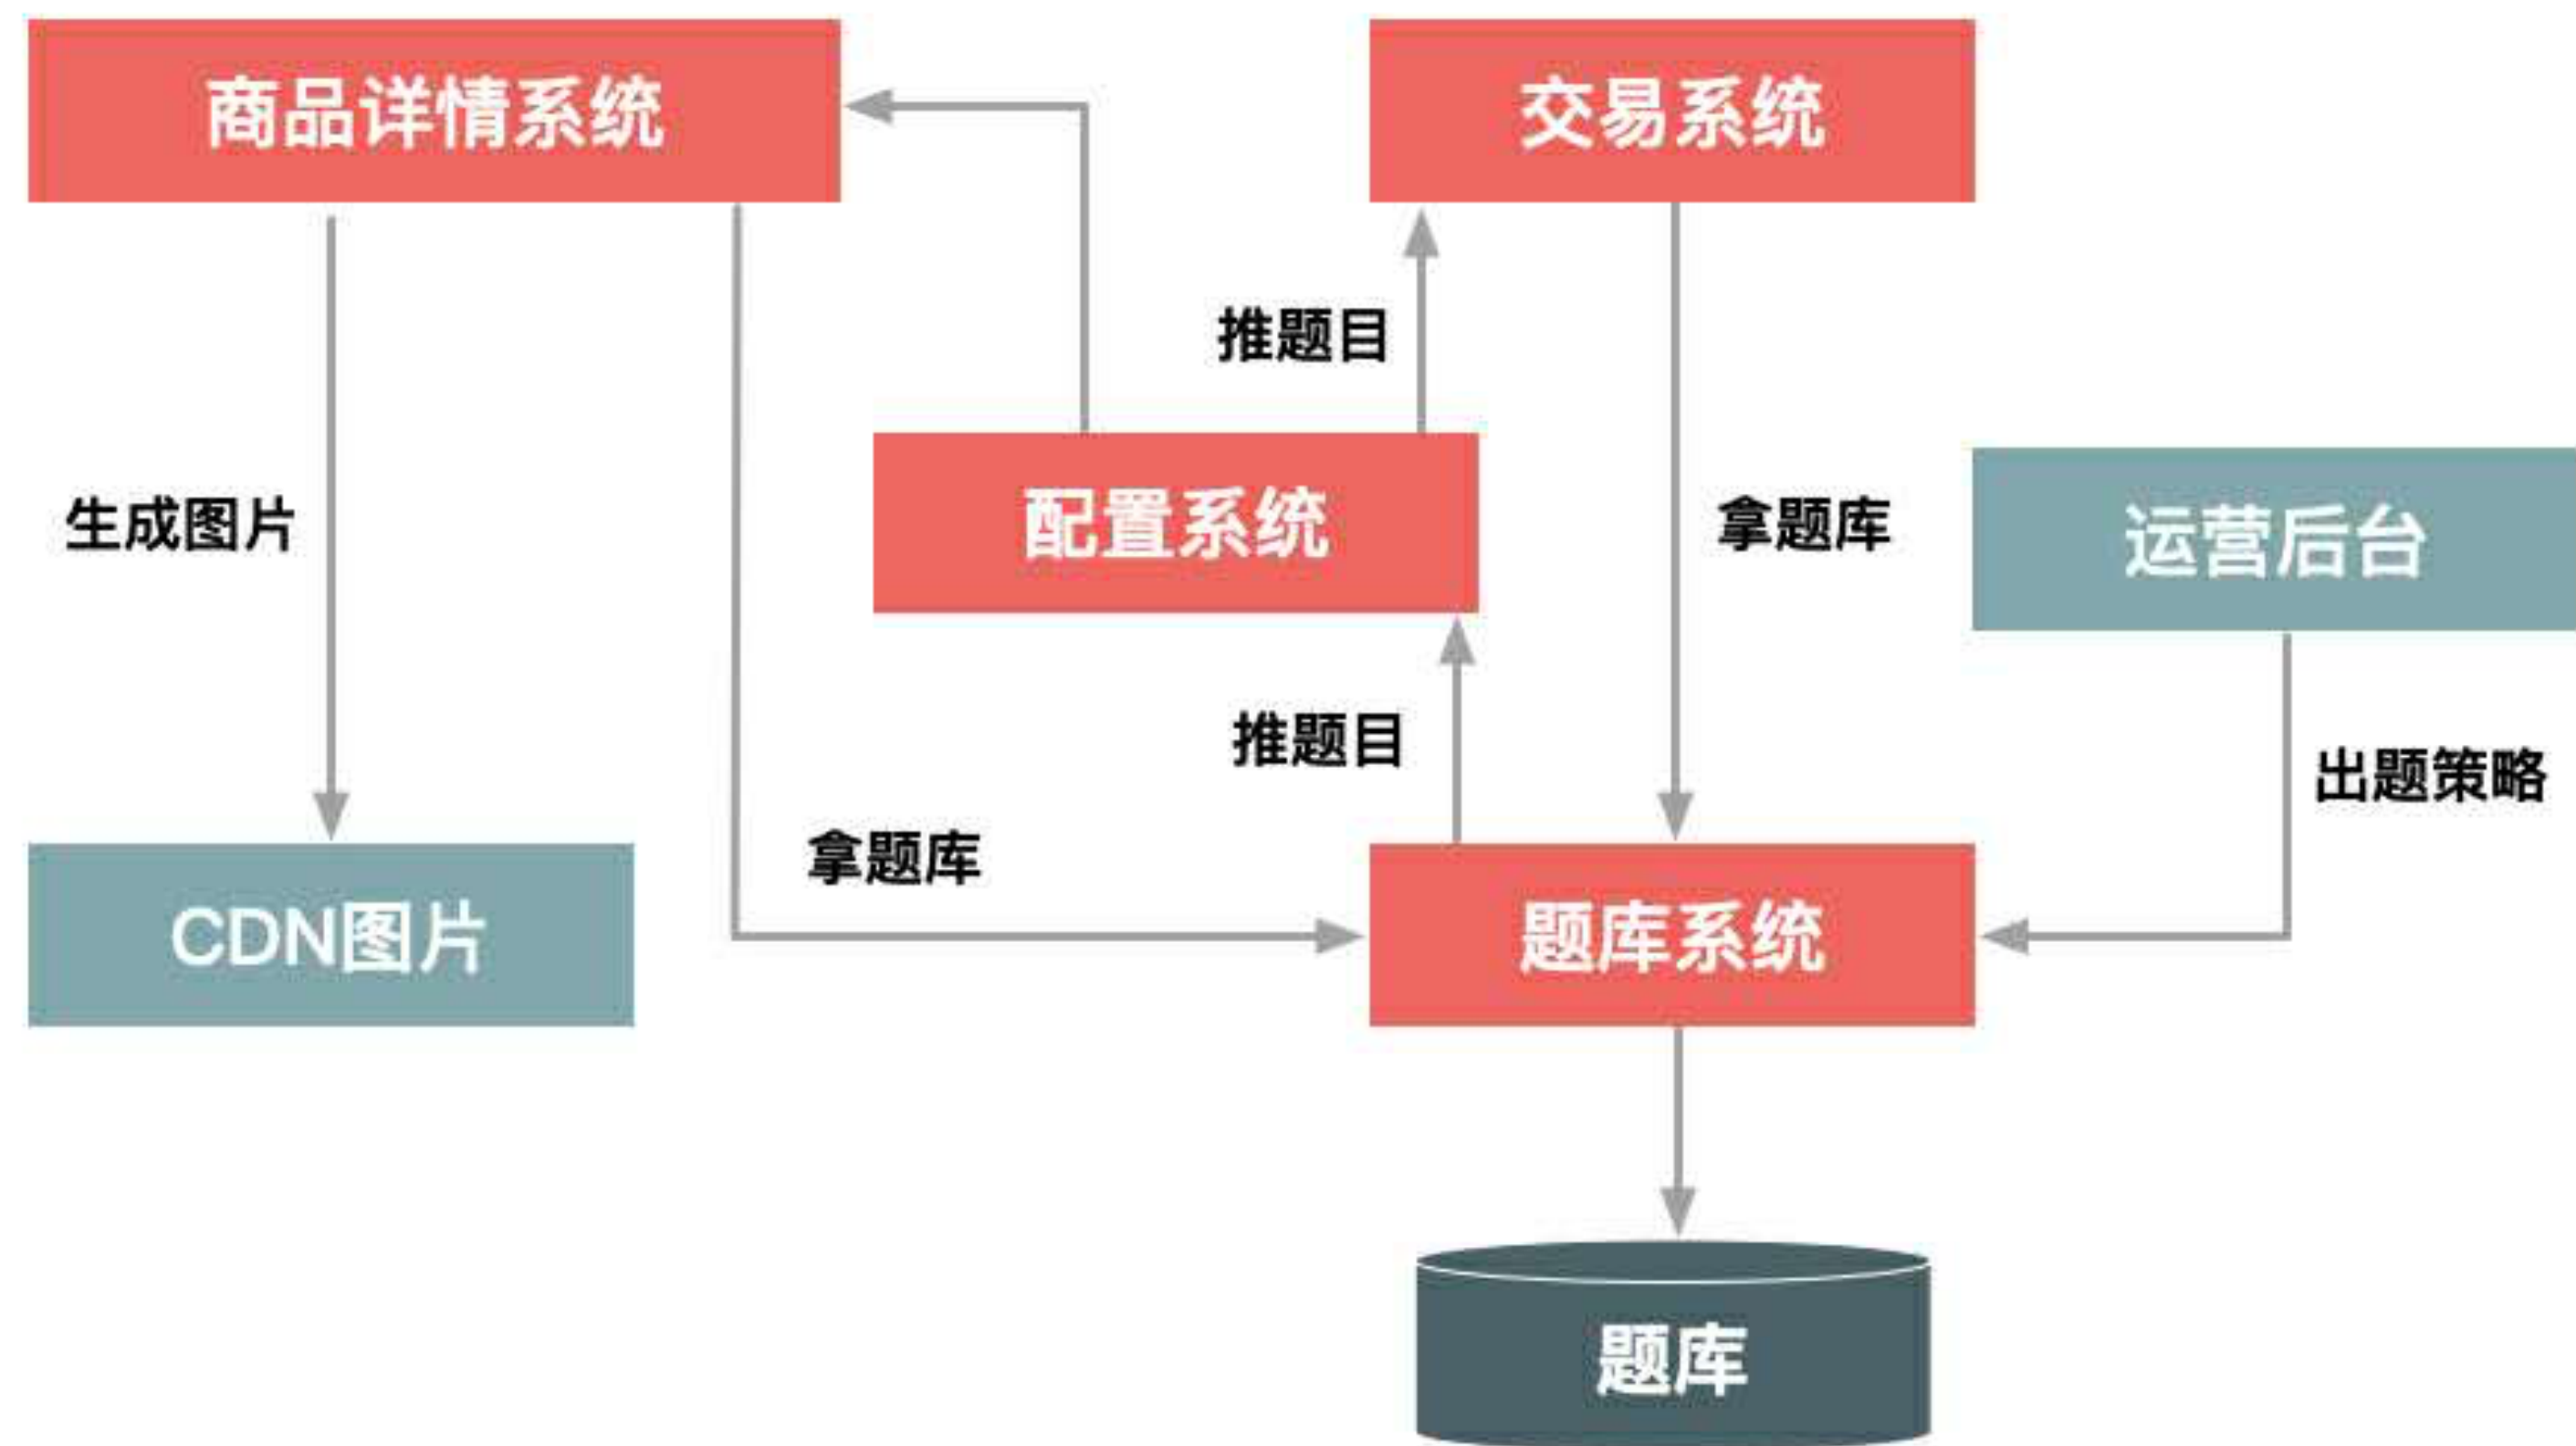 商品详情系统
交易系统
推题目
配置系统
生成图片
拿题库
运营后台
推题目
出题策略
拿题库
CDN图片
题库系统
题库